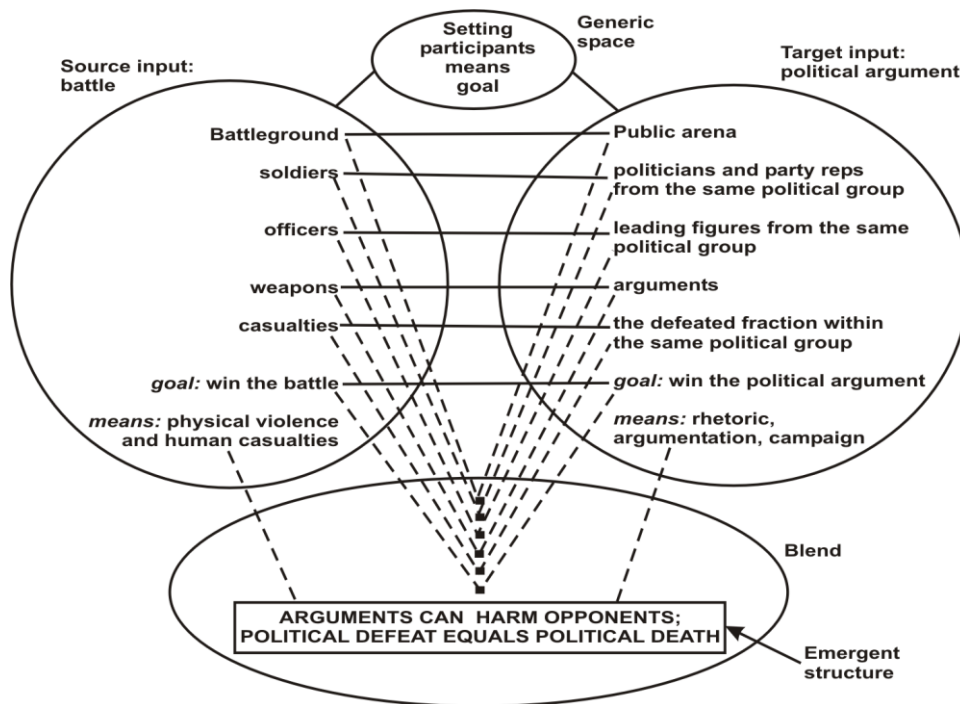 Setting
participants
means
goal
Generic
space
Source input:
battle
Target input:
political argument
Battleground
Public arena
soldiers
politicians and party reps
from the same political group
officers
leading figures from the same
political group
weapons
arguments
casualties
the defeated fraction within
the same political group
goal: win the battle
goal: win the political argument
means: physical violence
and human casualties
means: rhetoric,
argumentation, campaign
Blend
ARGUMENTS CAN HARM OPPONENTS;
POLITICAL DEFEAT EQUALS POLITICAL DEATH
Emergent
structure